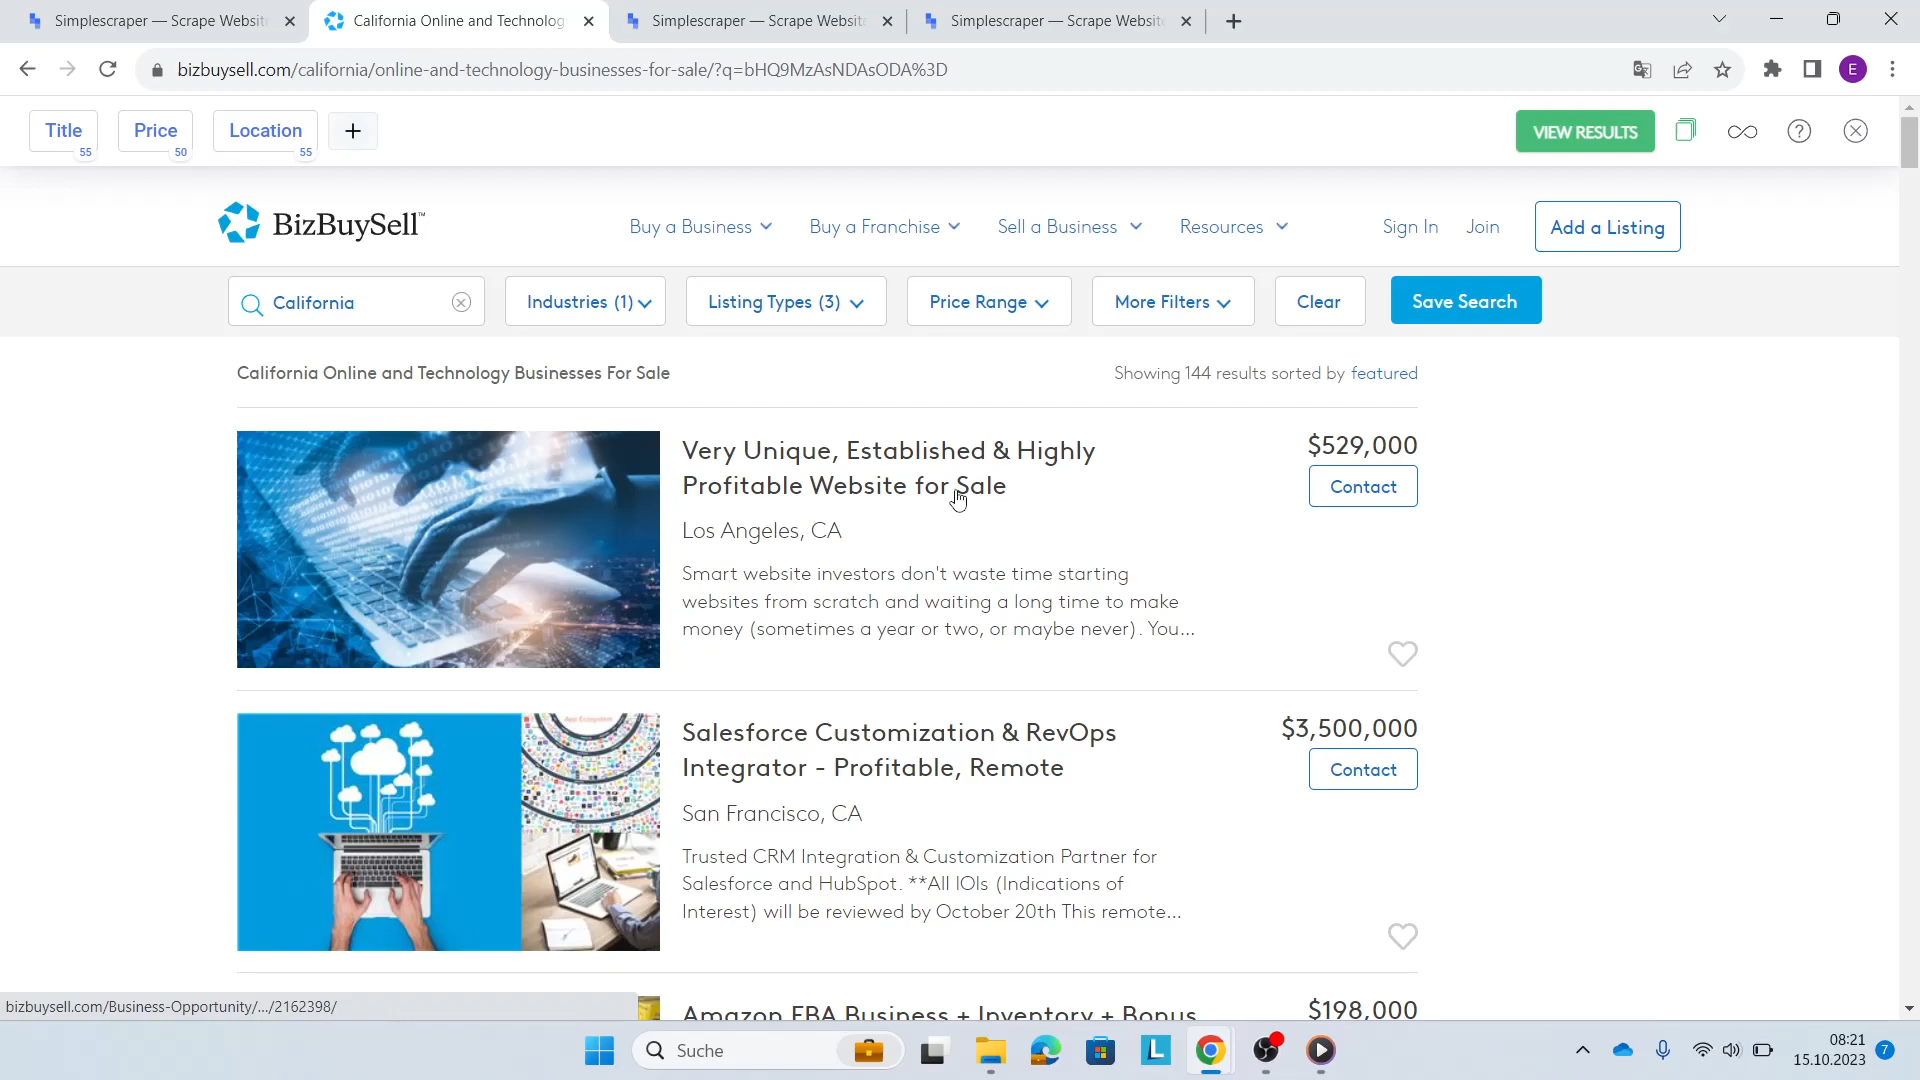 Simplescraper — Scrape Websit
California Online and Technolog
Simplescraper — Scrape Websit
Simplescraper — Scrape Websit
bizbuysell.com/california/online-and-technology-businesses-for-sale/?q=bHQ9MzAsNDAsODA%3D
E
Title
55
Price
50
Location
55
VIEW RESULTS
BizBuySell™
Buy a Business
Buy a Franchise
Sell a Business
Resources
Sign In
Join
Add a Listing
California
Industries (1)
Listing Types (3)
Price Range
More Filters
Clear
Save Search
California Online and Technology Businesses For Sale
Showing 144 results sorted by featured
Very Unique, Established & Highly
Profitable Website for Sale
$529,000
Contact
Los Angeles, CA
Smart website investors don't waste time starting
websites from scratch and waiting a long time to make
money (sometimes a year or two, or maybe never). You...
Salesforce Customization & RevOps
Integrator - Profitable, Remote
$3,500,000
Contact
San Francisco, CA
Trusted CRM Integration & Customization Partner for
Salesforce and HubSpot. **All IOIs (Indications of
Interest) will be reviewed by October 20th This remote...
Amazon FBA Business + Inventory + Bonus
$198,000
bizbuysell.com/Business-Opportunity/.../2162398/
Suche
L
08:21
15.10.2023
7